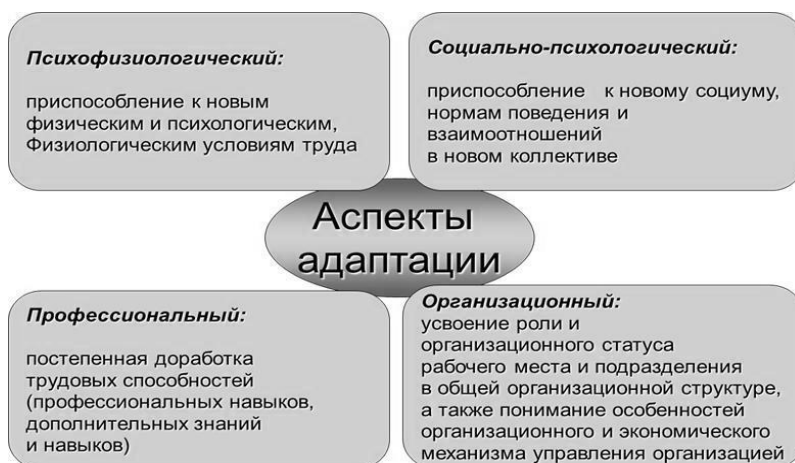 Психофизиологический:
приспособление к новым
физическим и психологическим,
Физиологическим условиям труда
Социально-психологический:
приспособление к новому социуму,
нормам поведения и
взаимоотношений
в новом коллективе
Аспекты
адаптации
Профессиональный:
постепенная доработка
трудовых способностей
(профессиональных навыков,
дополнительных знаний
и навыков)
Организационный:
усвоение роли и
организационного статуса
рабочего места и подразделения
в общей организационной структуре,
а также понимание особенностей
организационного и экономического
механизма управления организацией